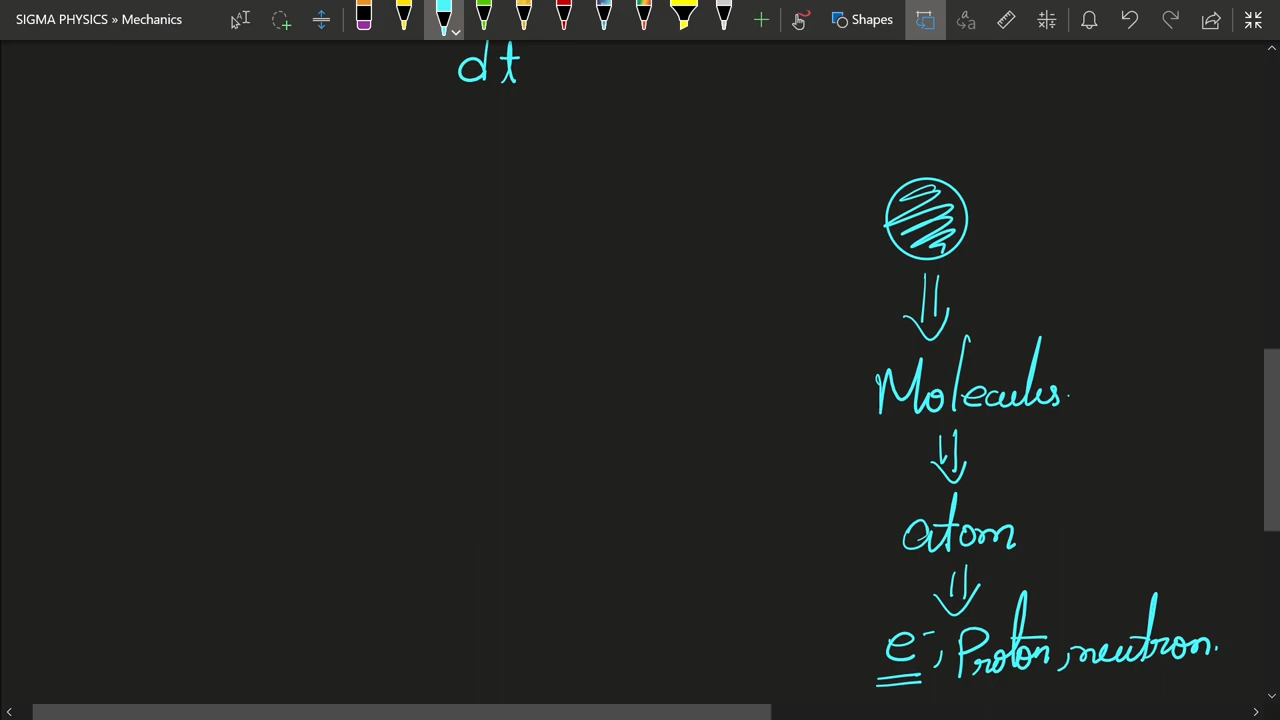 SIGMA PHYSICS » Mechanics
Shapes
dt
Molecules.
atom
e⁻, Proton, neutron.